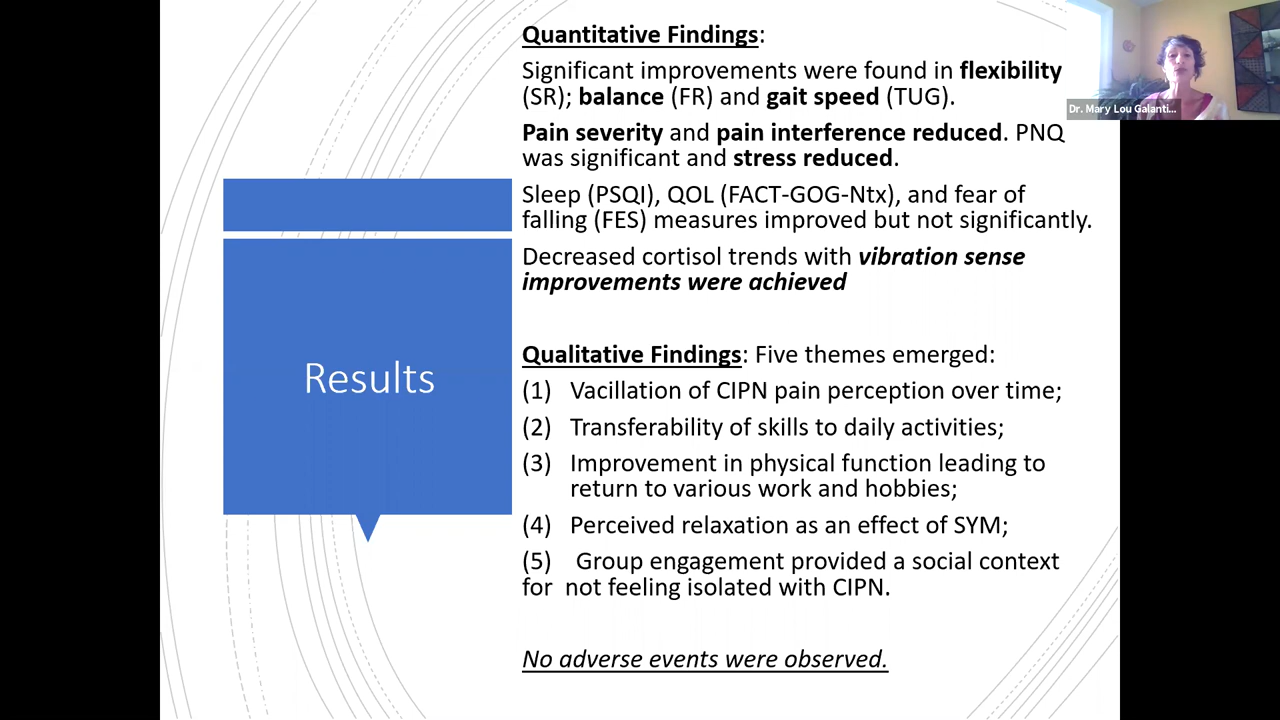 Quantitative Findings:
Significant improvements were found in flexibility
(SR); balance (FR) and gait speed (TUG).
Pain severity and pain interference reduced. PNQ
was significant and stress reduced.
Sleep (PSQI), QOL (FACT-GOG-Ntx), and fear of
falling (FES) measures improved but not significantly.
Decreased cortisol trends with vibration sense
improvements were achieved
Results
Qualitative Findings: Five themes emerged:
(1) Vacillation of CIPN pain perception over time;
(2) Transferability of skills to daily activities;
(3) Improvement in physical function leading to
return to various work and hobbies;
(4) Perceived relaxation as an effect of SYM;
(5) Group engagement provided a social context
for not feeling isolated with CIPN.
No adverse events were observed.
Dr. Mary Lou Galanti...